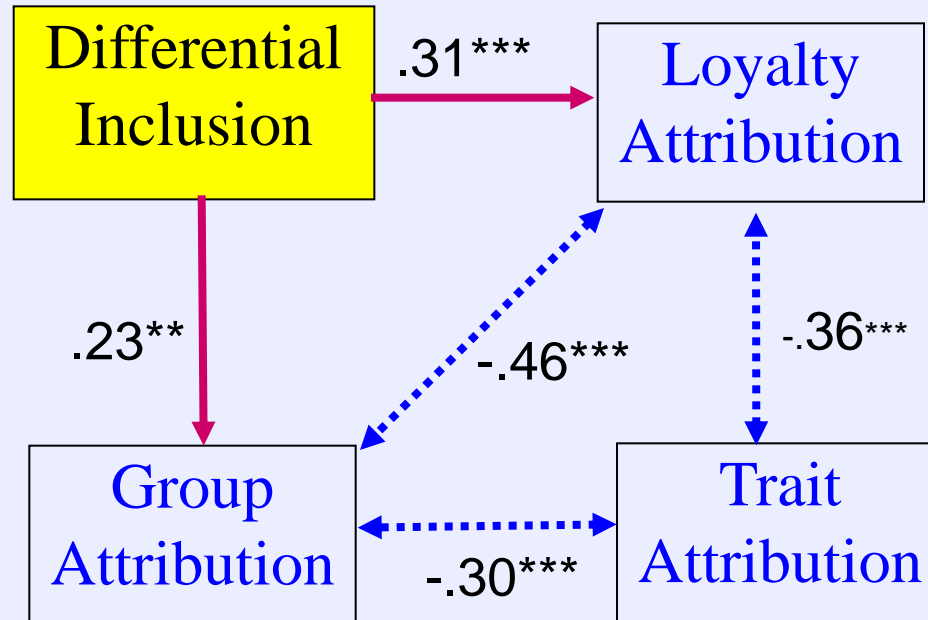 Differential
Inclusion
.31***
Loyalty
Attribution
.23**
-.46***
-.36***
Group
Attribution
-.30***
Trait
Attribution